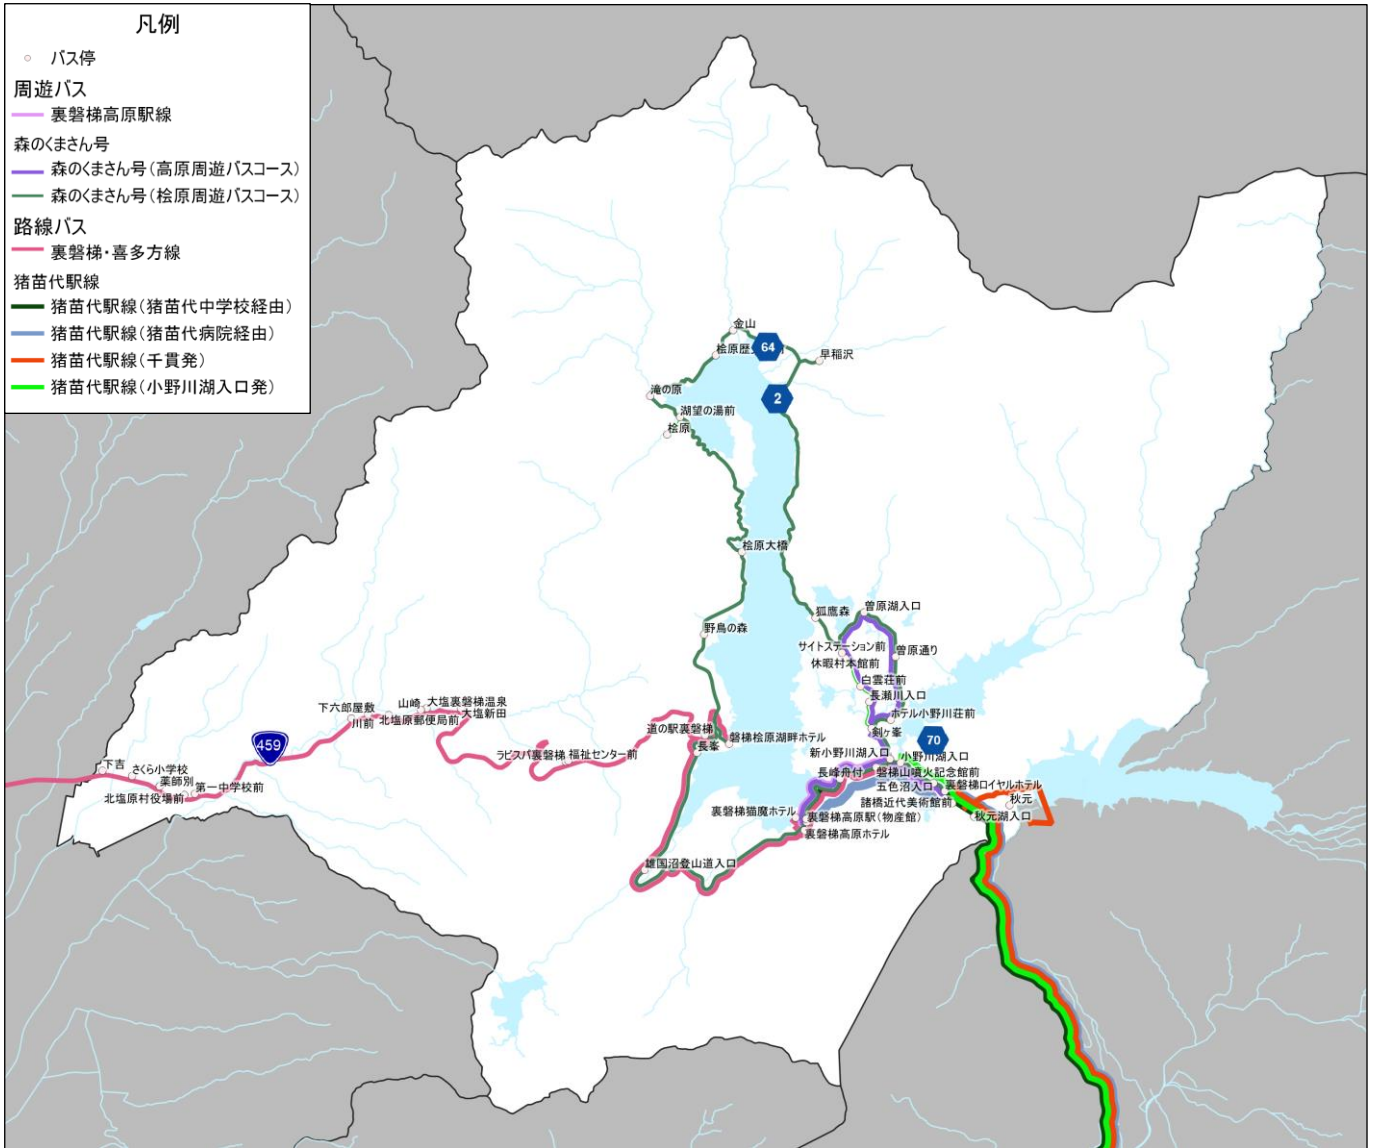 凡例
バス停
周遊バス
裏磐梯高原駅線
森のくまさん号
森のくまさん号(高原周遊バスコース)
森のくまさん号(桧原周遊バスコース)
路線バス
裏磐梯・喜多方線
猪苗代駅線
猪苗代駅線(猪苗代中学校経由)
猪苗代駅線(猪苗代病院経由)
猪苗代駅線(千貫発)
猪苗代駅線(小野川湖入口発)
金山
64
桧原歴
早稲沢
2
滝の原
湖望の湯前
桧原
桧原大橋
狐鷹森
曽原湖入口
野鳥の森
サイトステーション前
曽原通り
休暇村本館前
白雲荘前
長瀬川入口
ホテル小野川荘前
剣ヶ峯
70
新小野川湖入口
小野川湖入口
下六郎屋敷
山崎
大塩裏磐梯温泉
川前
北塩原郵便局前
大塩新田
道の駅裏磐梯
磐梯桧原湖畔ホテル
長峯
459
ラビスパ裏磐梯
福祉センター前
下吉
さくら小学校
薬師別
第一中学校前
北塩原村役場前
長峰舟付
磐梯山噴火記念館前
五色沼入口
裏磐梯ロイヤルホテル
諸橋近代美術館前
秋元
裏磐梯猫魔ホテル
裏磐梯高原駅(物産館)
秋元湖入口
裏磐梯高原ホテル
雄国沼登山道入口